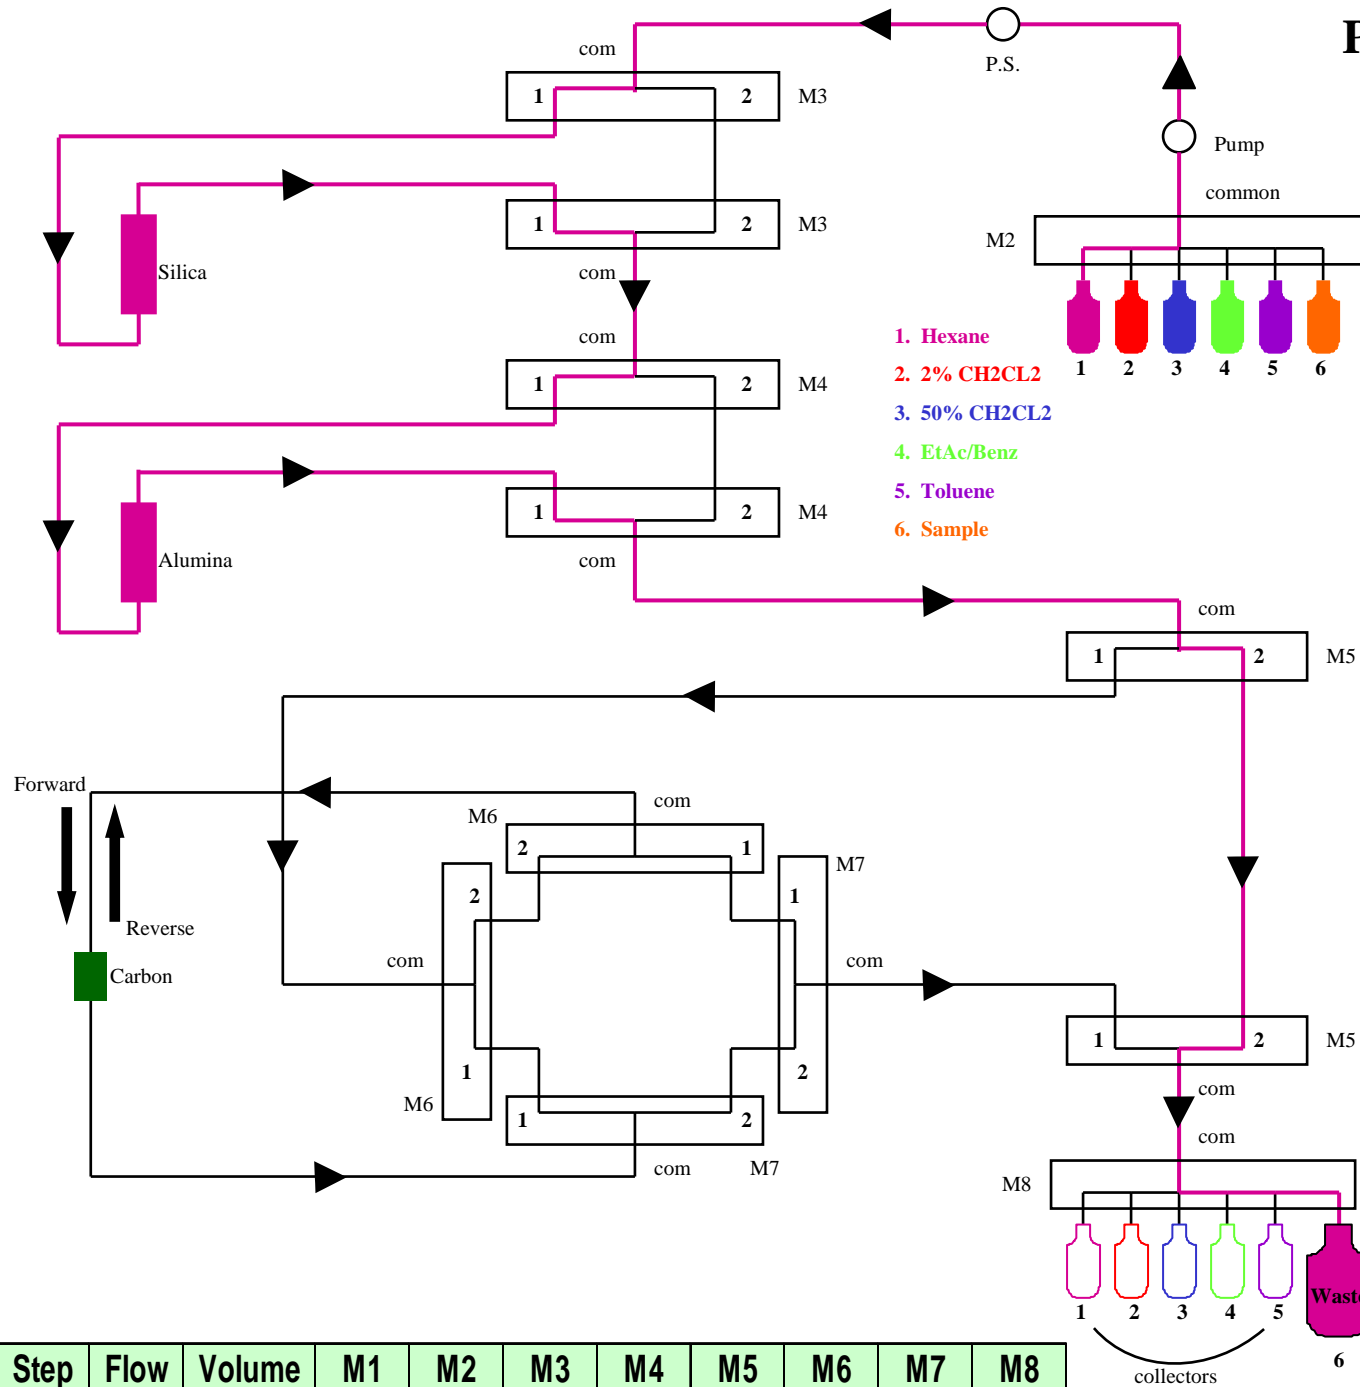 P
com
P.S.
1 2 M3
Pump
common
1 2 M3
M2
Silica
com
com
1. Hexane
2. 2% CH2CL2
3. 50% CH2CL2
4. EtAc/Benz
5. Toluene
6. Sample
1 2 3 4 5 6
1 2 M4
1 2 M4
Alumina
com
com
1 2 M5
Forward
com
M6
2 1
M7
2
1
Reverse
com
com
Carbon
1 2 M5
1
2
M6
com
1 2
com
M7
com
M8
1 2 3 4 5
Waste
6
collectors
Step Flow Volume M1 M2 M3 M4 M5 M6 M7 M8